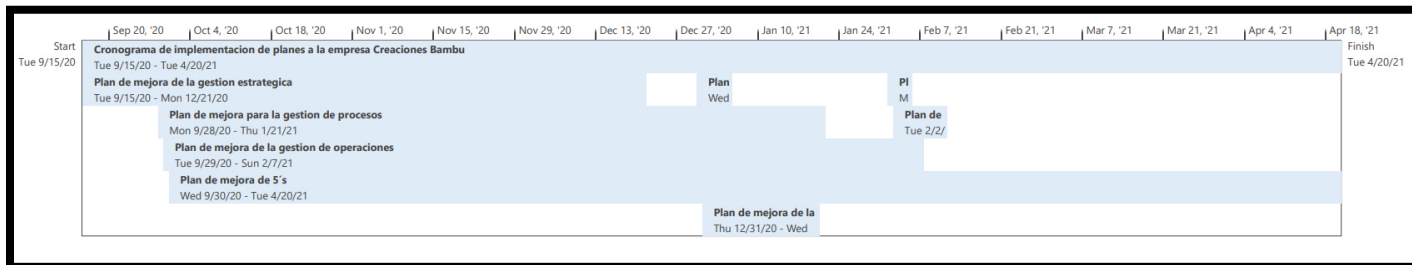 Sep 20, '20 Oct 4, '20 Oct 18, '20 Nov 1, '20 Nov 15, '20 Nov 29, '20 Dec 13, '20 Dec 27, '20 Jan 10, '21 Jan 24, '21 Feb 7, '21 Feb 21, '21 Mar 7, '21 Mar 21, '21 Apr 4, '21 Apr 18, '21
Start
Tue 9/15/20
Cronograma de implementacion de planes a la empresa Creaciones Bambu
Tue 9/15/20 - Tue 4/20/21
Finish
Tue 4/20/21
Plan de mejora de la gestion estrategica
Tue 9/15/20 - Mon 12/21/20
Plan
Wed
Pl
M
Plan de mejora para la gestion de procesos
Mon 9/28/20 - Thu 1/21/21
Plan de
Tue 2/2/
Plan de mejora de la gestion de operaciones
Tue 9/29/20 - Sun 2/7/21
Plan de mejora de 5´s
Wed 9/30/20 - Tue 4/20/21
Plan de mejora de la
Thu 12/31/20 - Wed